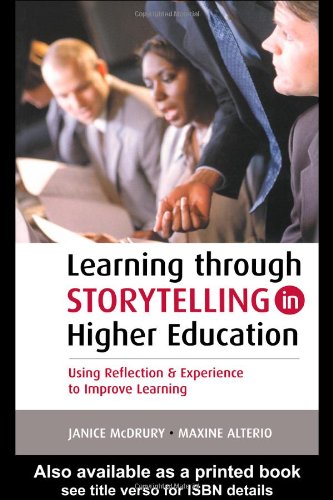 Learning through
STORYTELLING in
Higher Education
Using Reflection & Experience
to Improve Learning
JANICE McDRURY · MAXINE ALTERIO
Also available as a printed book
see title verso for ISBN details